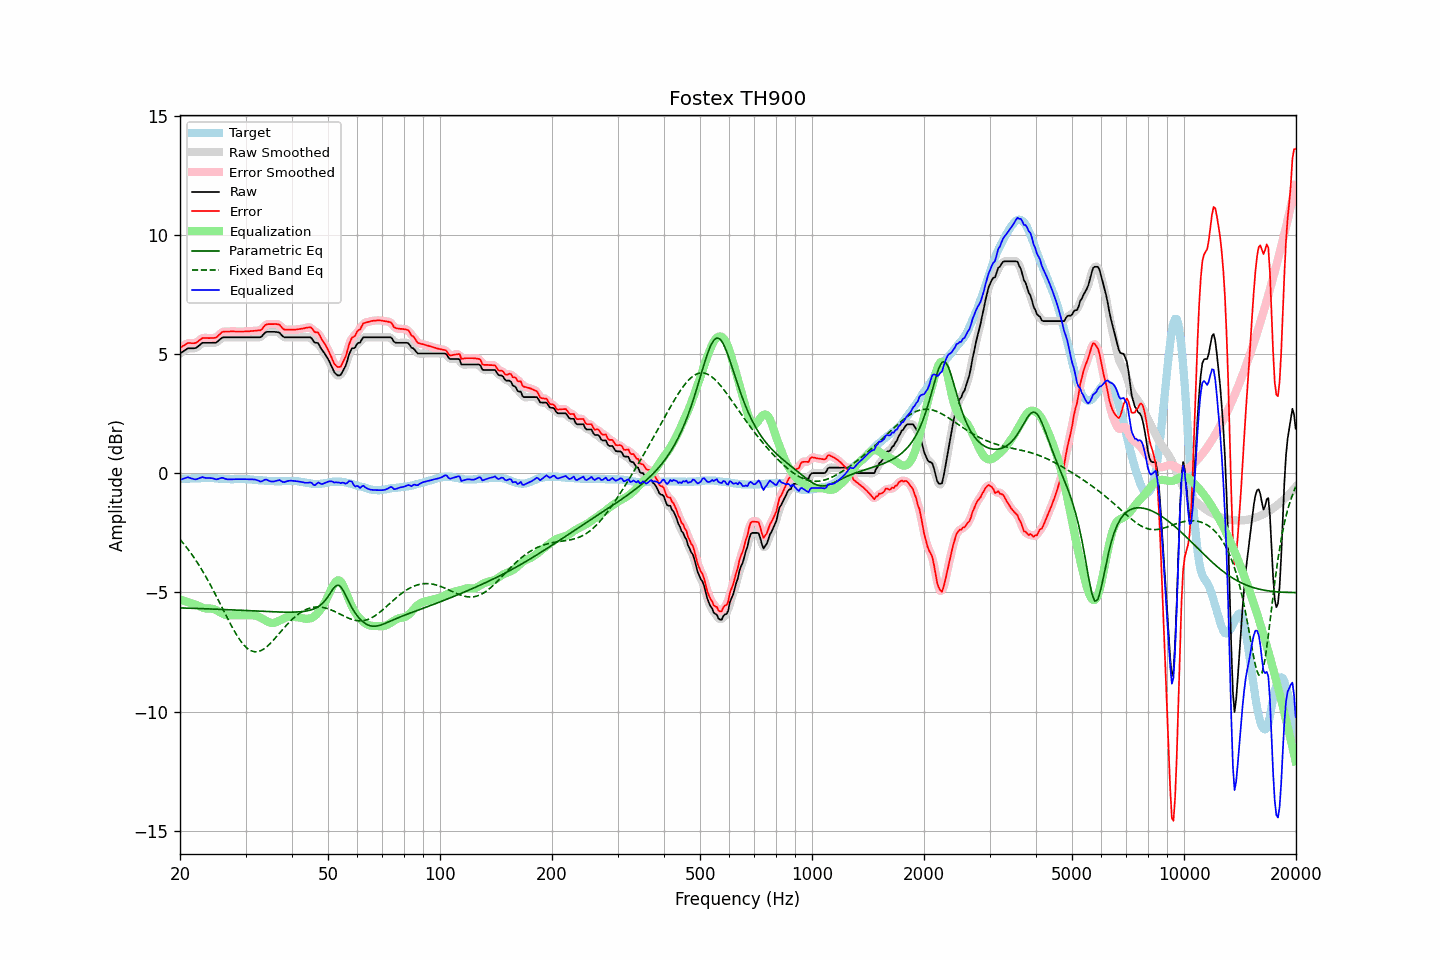 Fostex TH900
15
10
5
0
−5
−10
−15
Amplitude (dBr)
Target
Raw Smoothed
Error Smoothed
Raw
Error
Equalization
Parametric Eq
Fixed Band Eq
Equalized
20
50
100
200
500
1000
2000
5000
10000
20000
Frequency (Hz)